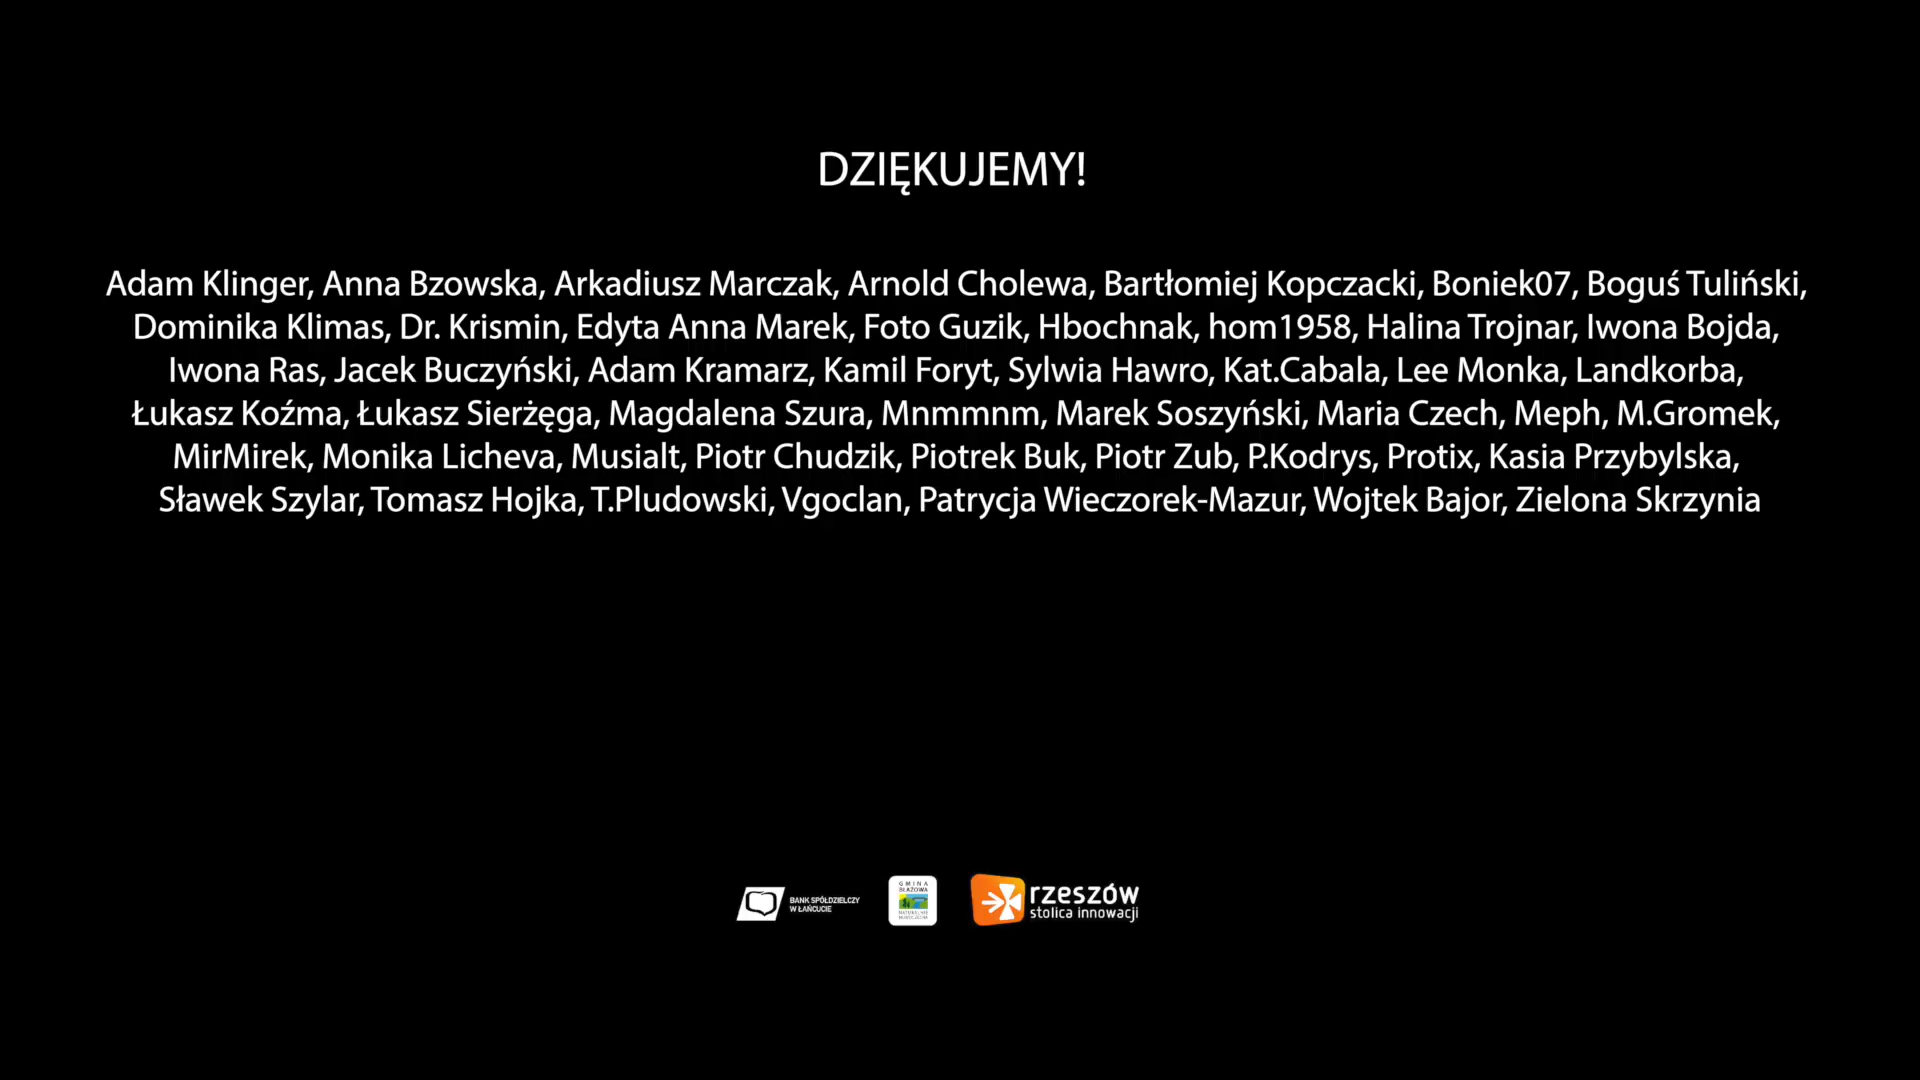 DZIĘKUJEMY!
Adam Klinger, Anna Bzowska, Arkadiusz Marczak, Arnold Cholewa, Bartłomiej Kopczacki, Boniek07, Boguś Tuliński,
Dominika Klimas, Dr. Krismin, Edyta Anna Marek, Foto Guzik, Hbochnak, hom1958, Halina Trojnar, Iwona Bojda,
Iwona Ras, Jacek Buczyński, Adam Kramarz, Kamil Foryt, Sylwia Hawro, Kat.Cabala, Lee Monka, Landkorba,
Łukasz Koźma, Łukasz Sierżęga, Magdalena Szura, Mnmmnm, Marek Soszyński, Maria Czech, Meph, M.Gromek,
MirMirek, Monika Licheva, Musialt, Piotr Chudzik, Piotrek Buk, Piotr Zub, P.Kodrys, Protix, Kasia Przybylska,
Sławek Szylar, Tomasz Hojka, T.Pludowski, Vgoclan, Patrycja Wieczorek-Mazur, Wojtek Bajor, Zielona Skrzynia
BANK SPÓŁDZIELCZY
W ŁAŃCUCIE
GMINA
BŁAŻOWA
NATURALNIE
rzeszów
stolica innowacji